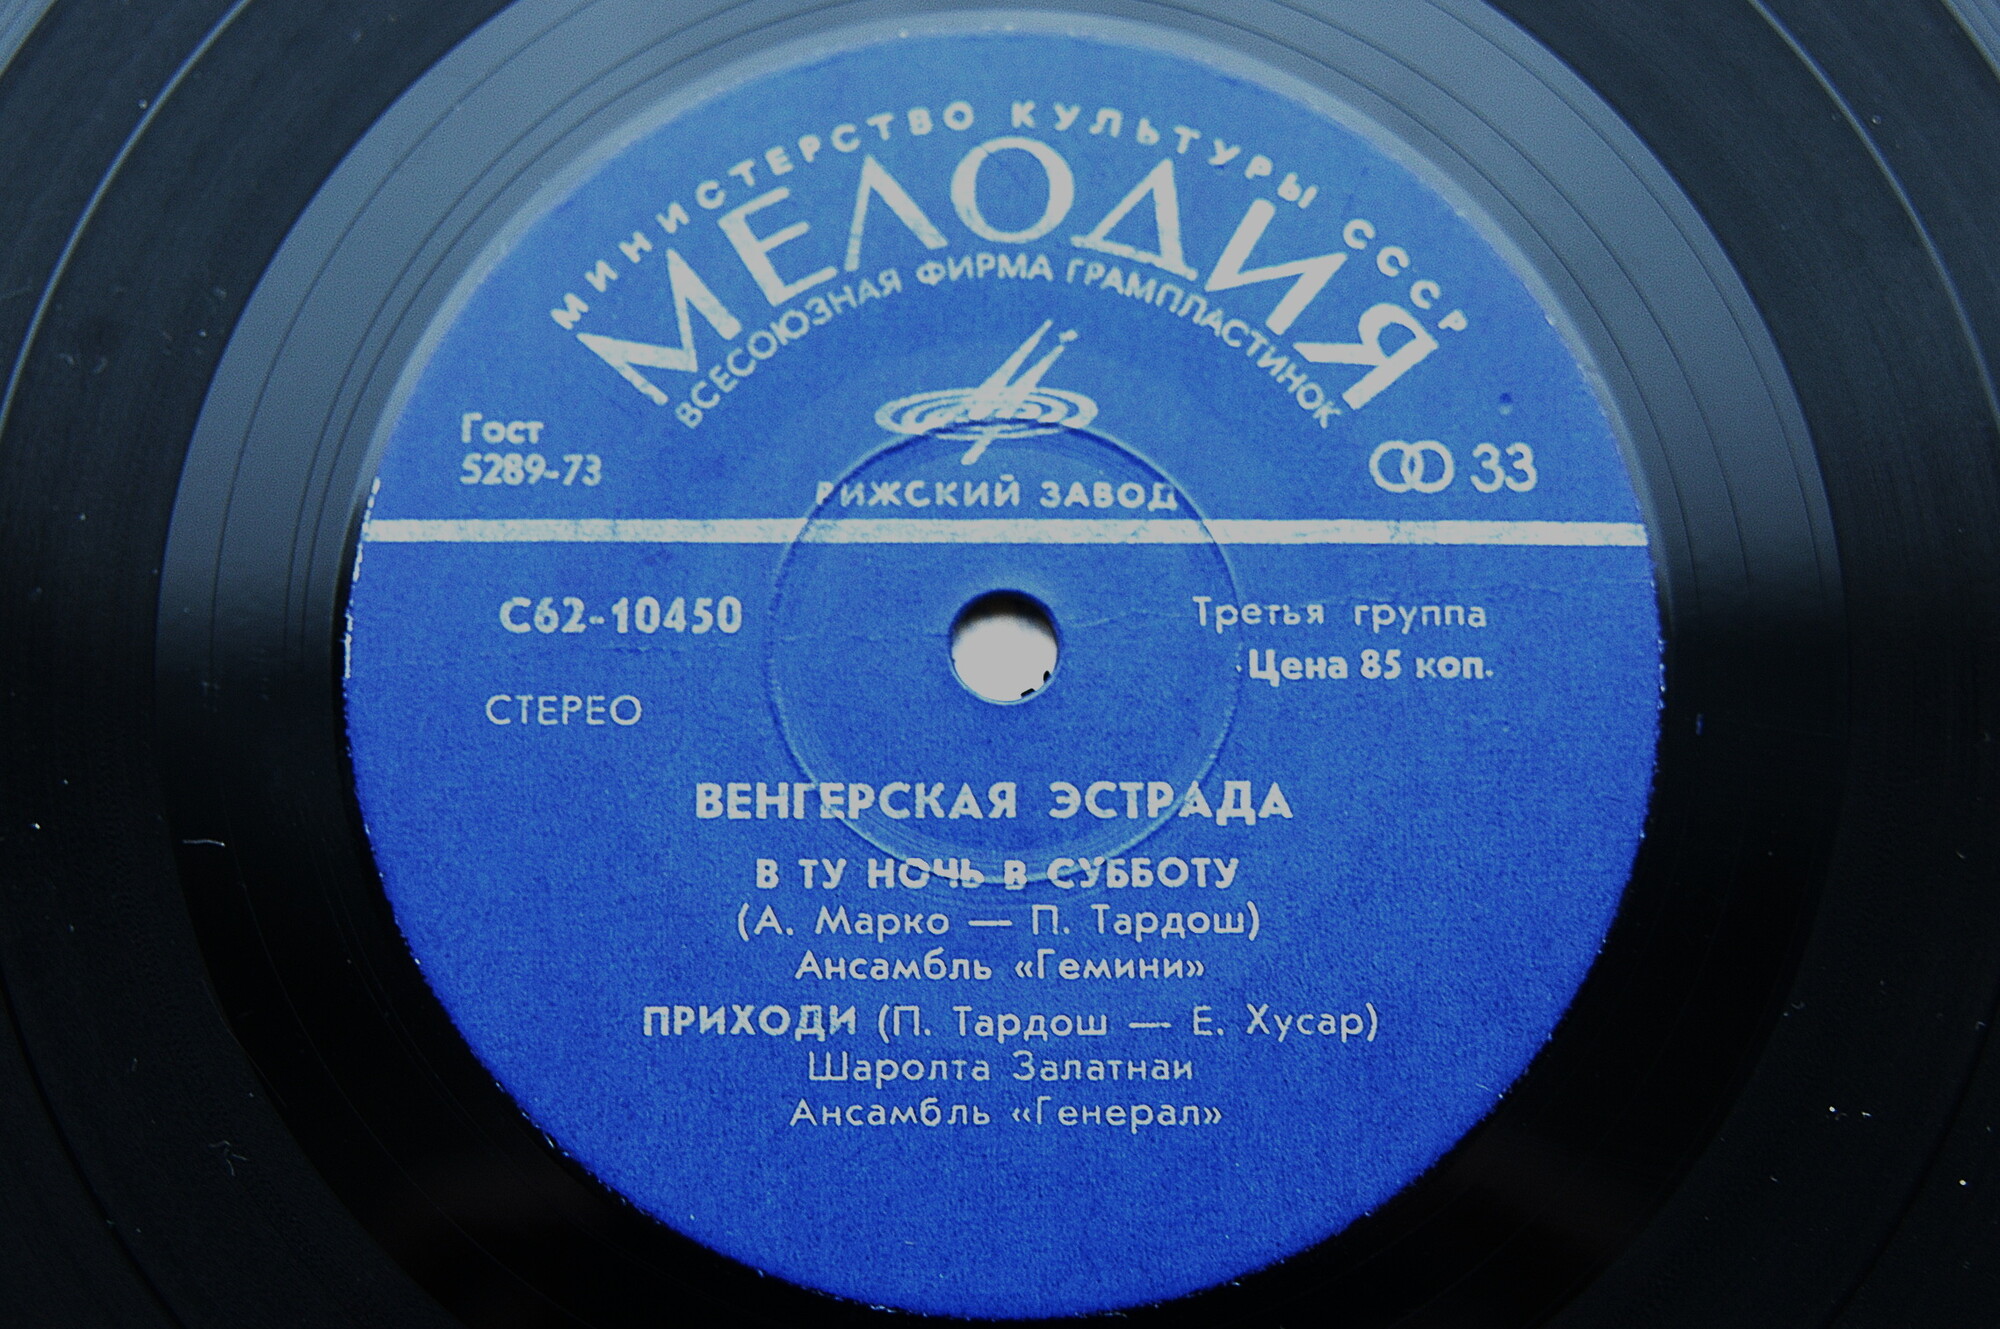 МИНИСТЕРСТВО КУЛЬТУРЫ СССР
МЕЛОДИЯ
ВСЕСОЮЗНАЯ ФИРМА ГРАМПЛАСТИНОК
Гост
5289-73
33
РИЖСКИЙ ЗАВОД
С62-10450
Третья группа
Цена 85 коп.
СТЕРЕО
ВЕНГЕРСКАЯ ЭСТРАДА
В ТУ НОЧЬ В СУББОТУ
(А. Марко — П. Тардош)
Ансамбль «Гемини»
ПРИХОДИ (П. Тардош — Е. Хусар)
Шаролта Залатнаи
Ансамбль «Генерал»